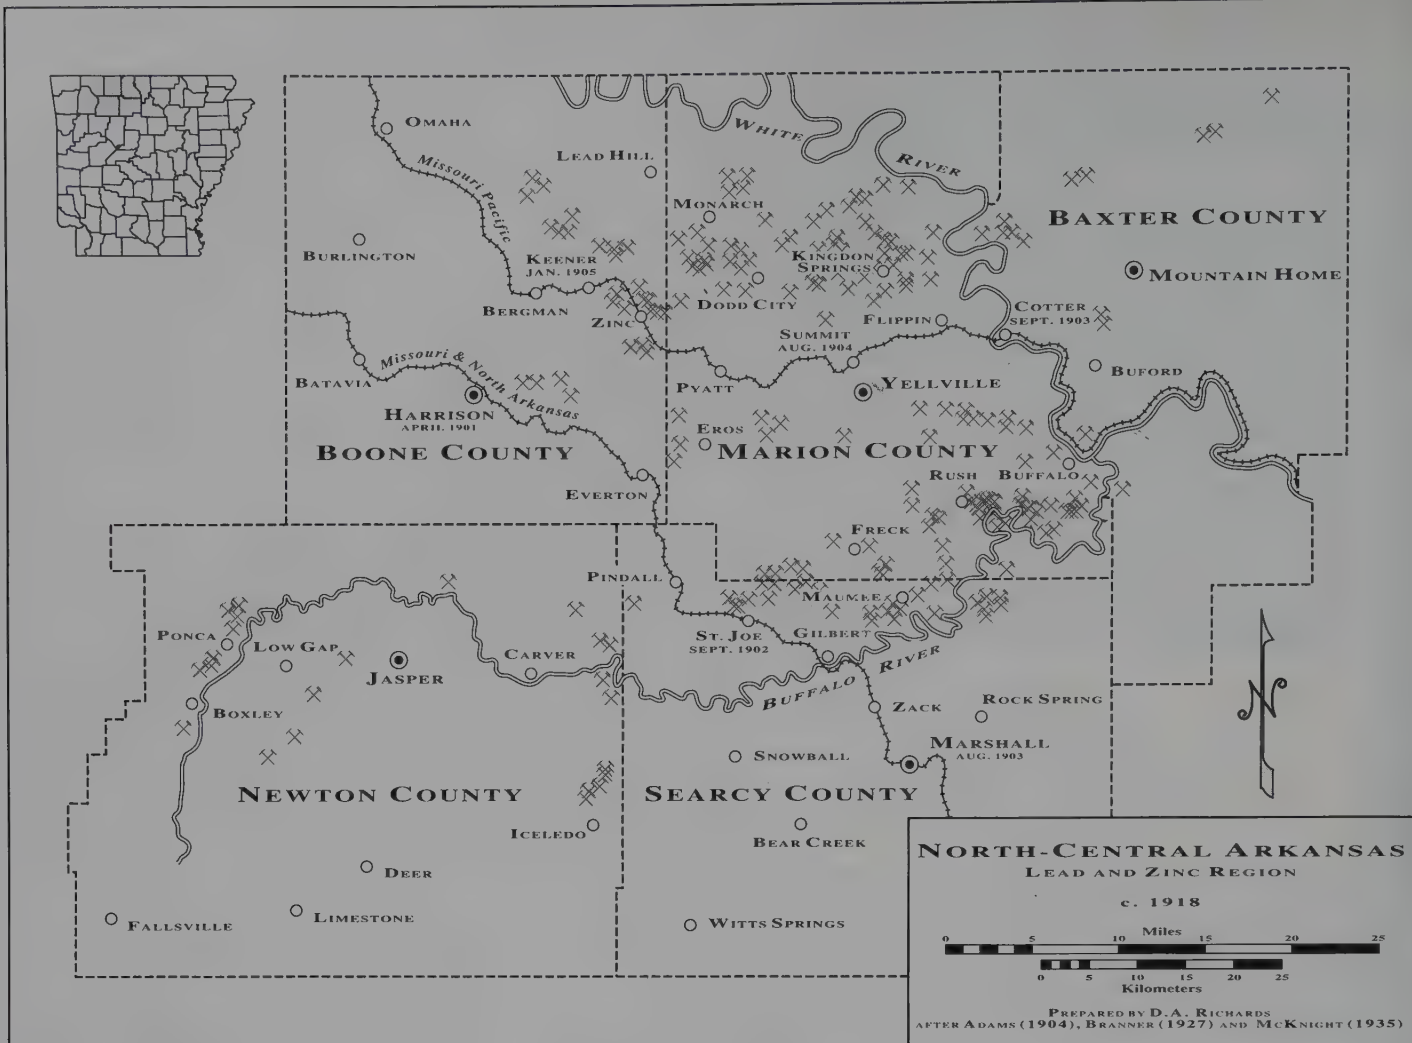 OMAHA
LEAD HILL
WHITE
RIVER
Missouri Pacific
MONARCH
BAXTER COUNTY
BURLINGTON
KEENER
JAN. 1905
KINGDON
SPRINGS
MOUNTAIN HOME
BERGMAN
ZINC
DODD CITY
SUMMIT
AUG. 1904
FLIPPIN
COTTER
SEPT. 1903
BATAVIA
Missouri & North Arkansas
HARRISON
APRIL 1901
PYATT
YELLVILLE
BUFORD
EROS
BOONE COUNTY
MARION COUNTY
EVERTON
RUSH
BUFFALO
FRECK
PINDALL
MAUMEE
PONCA
LOW GAP
JASPER
CARVER
ST. JOE
SEPT. 1902
GILBERT
BUFFALO
RIVER
BOXLEY
ZACK
ROCK SPRING
SNOWBALL
MARSHALL
AUG. 1903
NEWTON COUNTY
SEARCY COUNTY
ICELEDO
BEAR CREEK
DEER
FALLSVILLE
LIMESTONE
WITTS SPRINGS
N
NORTH-CENTRAL ARKANSAS
LEAD AND ZINC REGION
c. 1918
Miles
0 5 10 15 20 25
0 5 10 15 20 25
Kilometers
PREPARED BY D.A. RICHARDS
AFTER ADAMS (1904), BRANNER (1927) AND MCKNIGHT (1935)